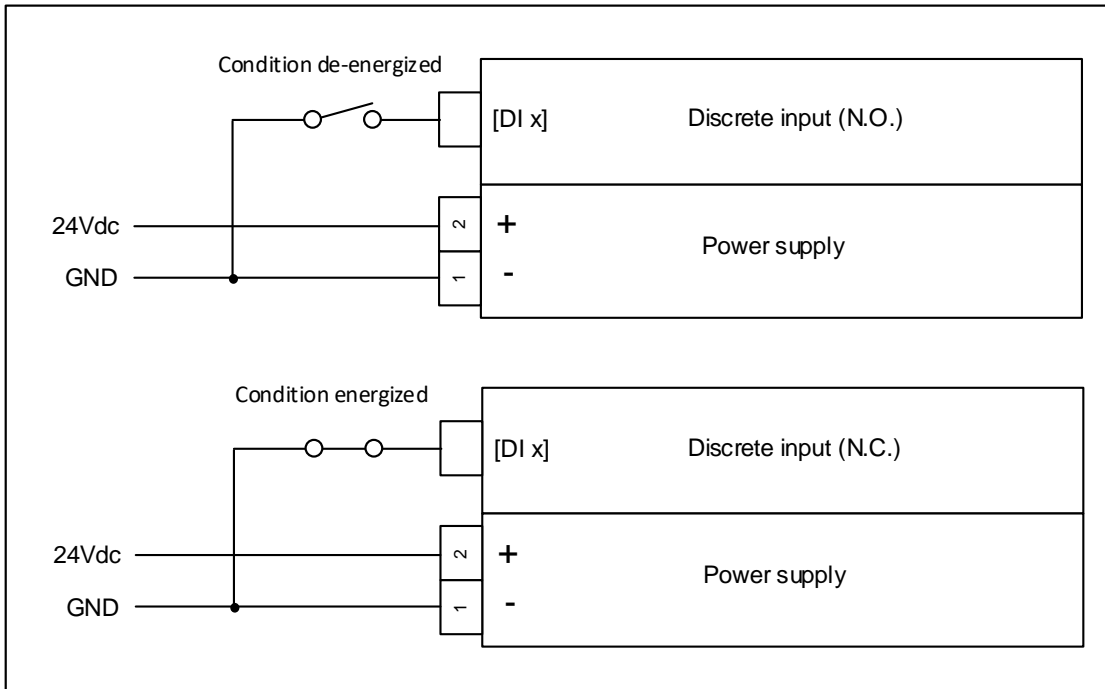 Condition de-energized
[DI x]
Discrete input (N.O.)
24Vdc
2
+
Power supply
GND
1
-
Condition energized
[DI x]
Discrete input (N.C.)
24Vdc
2
+
Power supply
GND
1
-